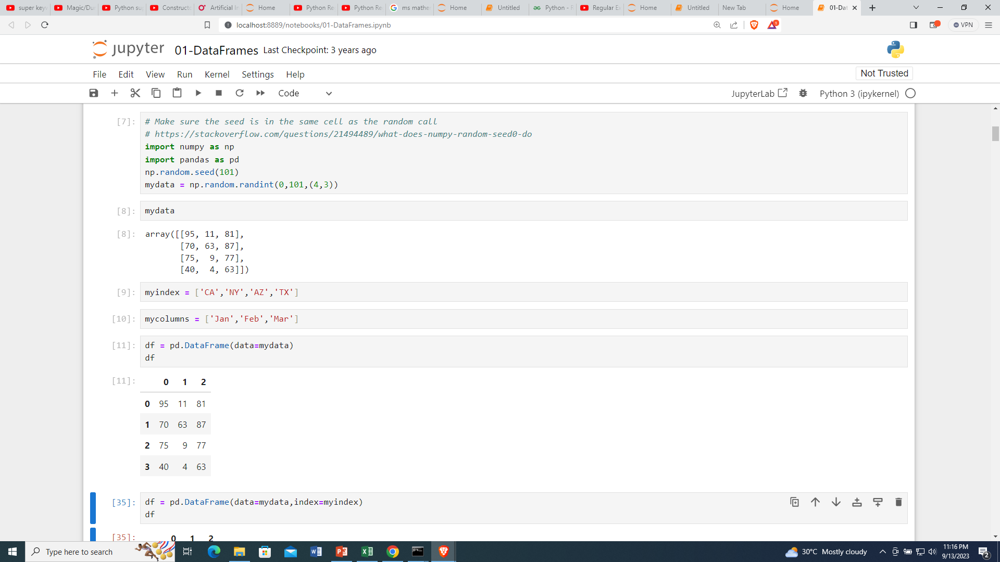 super key
Magic/Du
Python su
Construct
Artificial In
Home
Python Re
Python Re
ms mathe
Home
Untitled
Python - R
Regular E
Home
Untitled
New Tab
Home
01-Dat
localhost:8889/notebooks/01-DataFrames.ipynb
1
VPN
jupyter 01-DataFrames Last Checkpoint: 3 years ago
File Edit View Run Kernel Settings Help
Not Trusted
Code
JupyterLab
Python 3 (ipykernel)
[7]: # Make sure the seed is in the same cell as the random call
# https://stackoverflow.com/questions/21494489/what-does-numpy-random-seed0-do
import numpy as np
import pandas as pd
np.random.seed(101)
mydata = np.random.randint(0,101,(4,3))
[8]: mydata
[8]: array([[95, 11, 81],
[70, 63, 87],
[75,  9, 77],
[40,  4, 63]])
[9]: myindex = ['CA','NY','AZ','TX']
[10]: mycolumns = ['Jan','Feb','Mar']
[11]: df = pd.DataFrame(data=mydata)
df
[11]: 0 1 2
0 95 11 81
1 70 63 87
2 75 9 77
3 40 4 63
[35]: df = pd.DataFrame(data=mydata,index=myindex)
df
[35]: 0 1 2
Type here to search
30°C Mostly cloudy
11:16 PM
9/13/2023
2